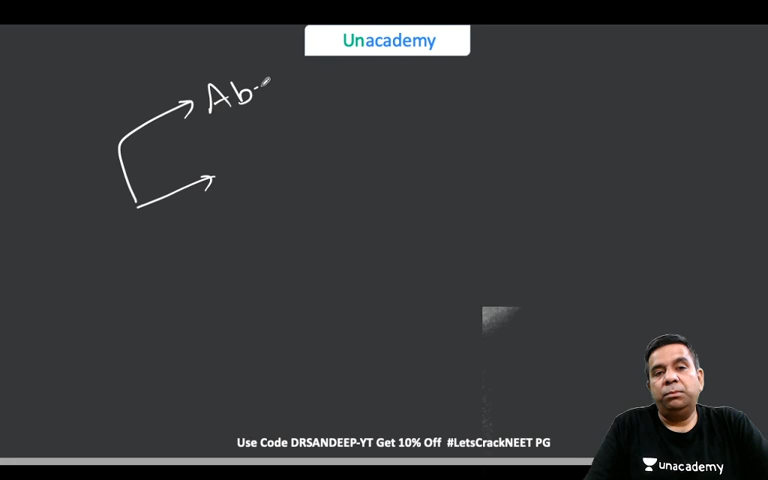 Unacademy
Ab
Use Code DRSANDEEP-YT Get 10% Off #LetsCrackNEET PG
unacademy